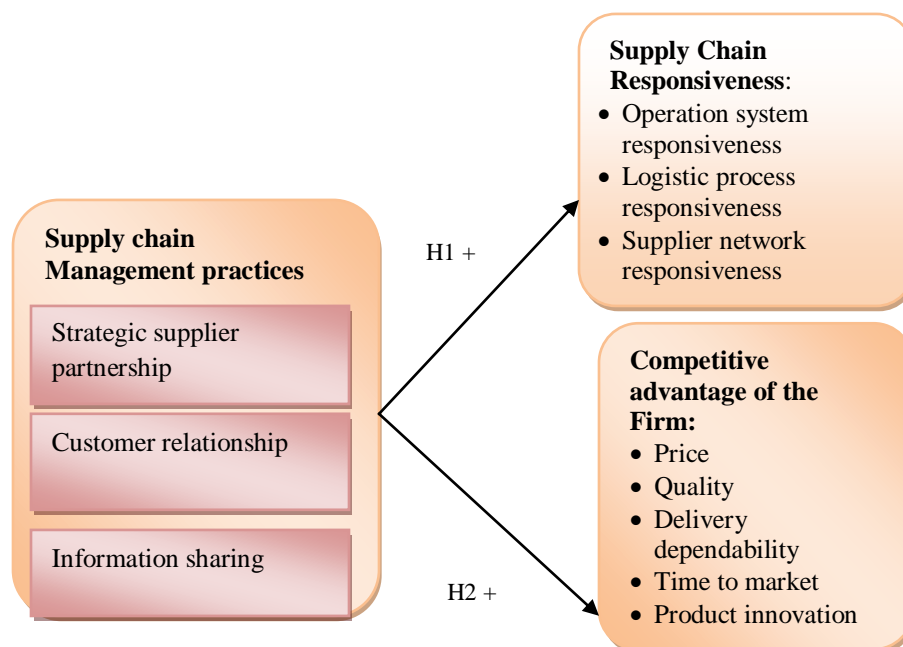 Supply chain
Management practices
Strategic supplier
partnership
Customer relationship
Information sharing
H1 +
H2 +
Supply Chain
Responsiveness:
• Operation system
responsiveness
• Logistic process
responsiveness
• Supplier network
responsiveness
Competitive
advantage of the
Firm:
• Price
• Quality
• Delivery
dependability
• Time to market
• Product innovation